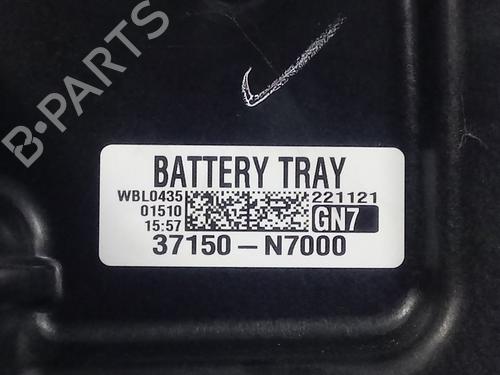 B-PARTS
BATTERY TRAY
WBL0435 221121
01510 GN7
15:57
37150-N7000